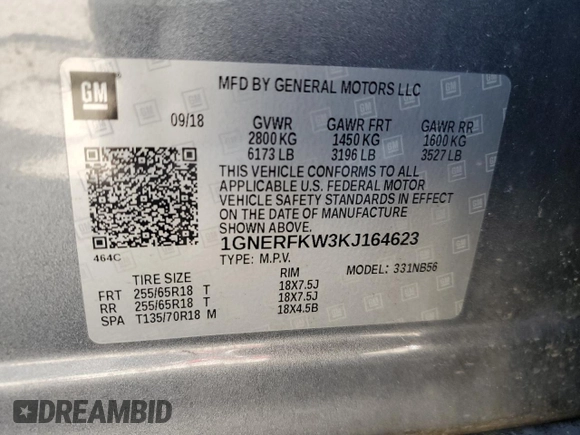 GM
MFD BY GENERAL MOTORS LLC
09/18 GVWR GAWR FRT GAWR RR
2800 KG 1450 KG 1600 KG
6173 LB 3196 LB 3527 LB
THIS VEHICLE CONFORMS TO ALL
APPLICABLE U.S. FEDERAL MOTOR
VEHICLE SAFETY STANDARDS IN EFFECT
ON THE DATE OF MANUFACTURE
SHOWN ABOVE.
464C 1GNERFKW3KJ164623
TYPE: M.P.V. MODEL: 331NB56
TIRE SIZE RIM
FRT 255/65R18 T 18X7.5J
RR 255/65R18 T 18X7.5J
SPA T135/70R18 M 18X4.5B
DREAMBID